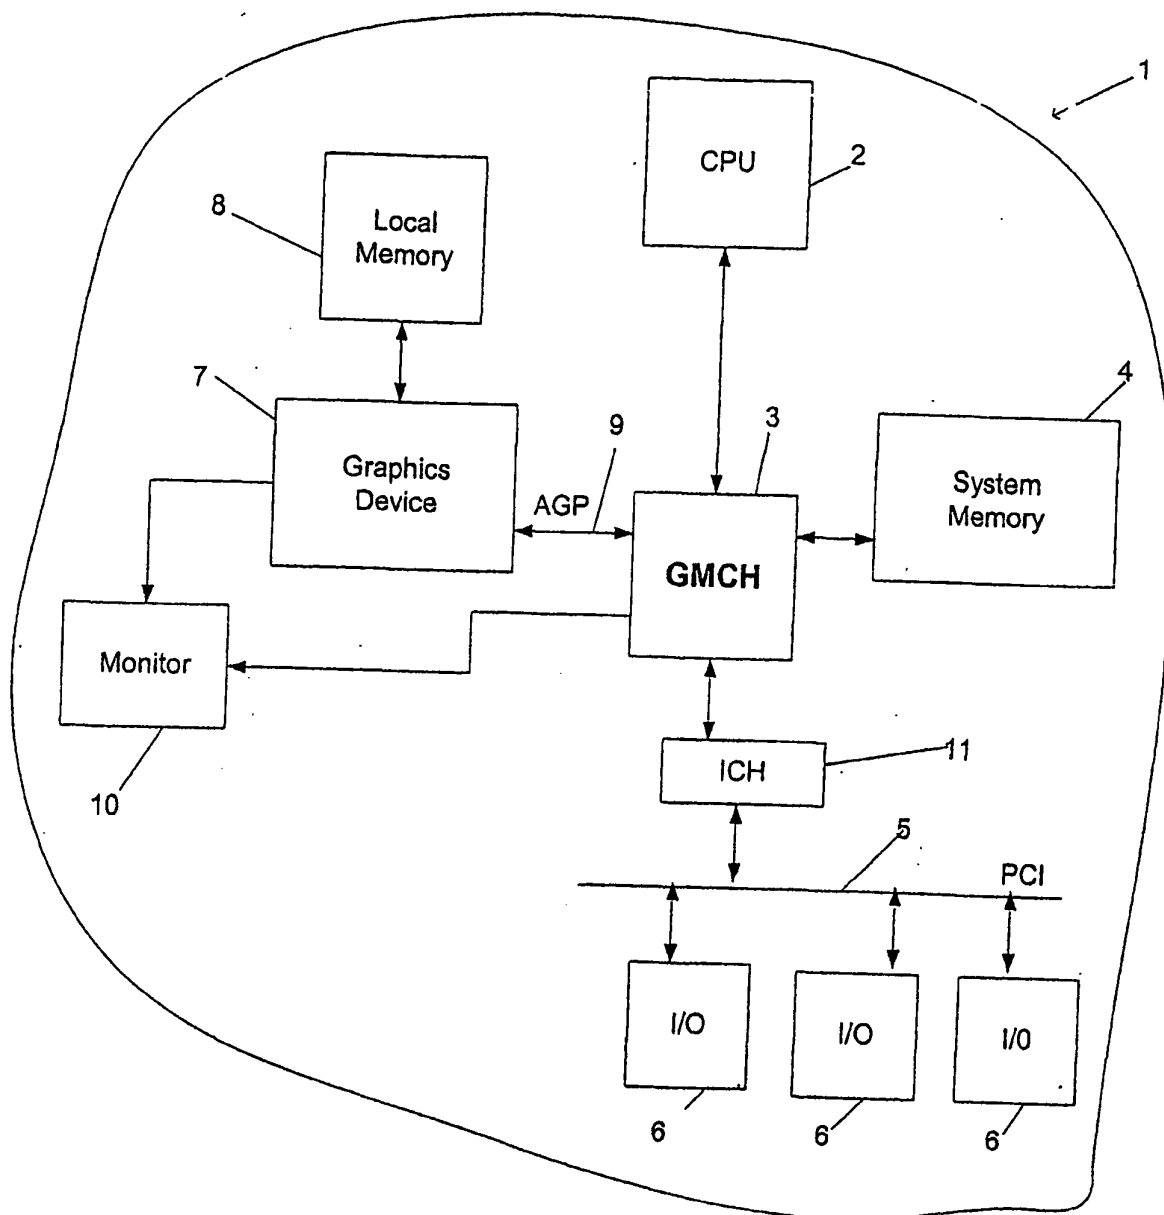 1
CPU
2
8
Local
Memory
7
Graphics
Device
9
AGP
3
GMCH
4
System
Memory
Monitor
10
ICH
11
5
PCI
I/O
I/O
I/0
6
6
6